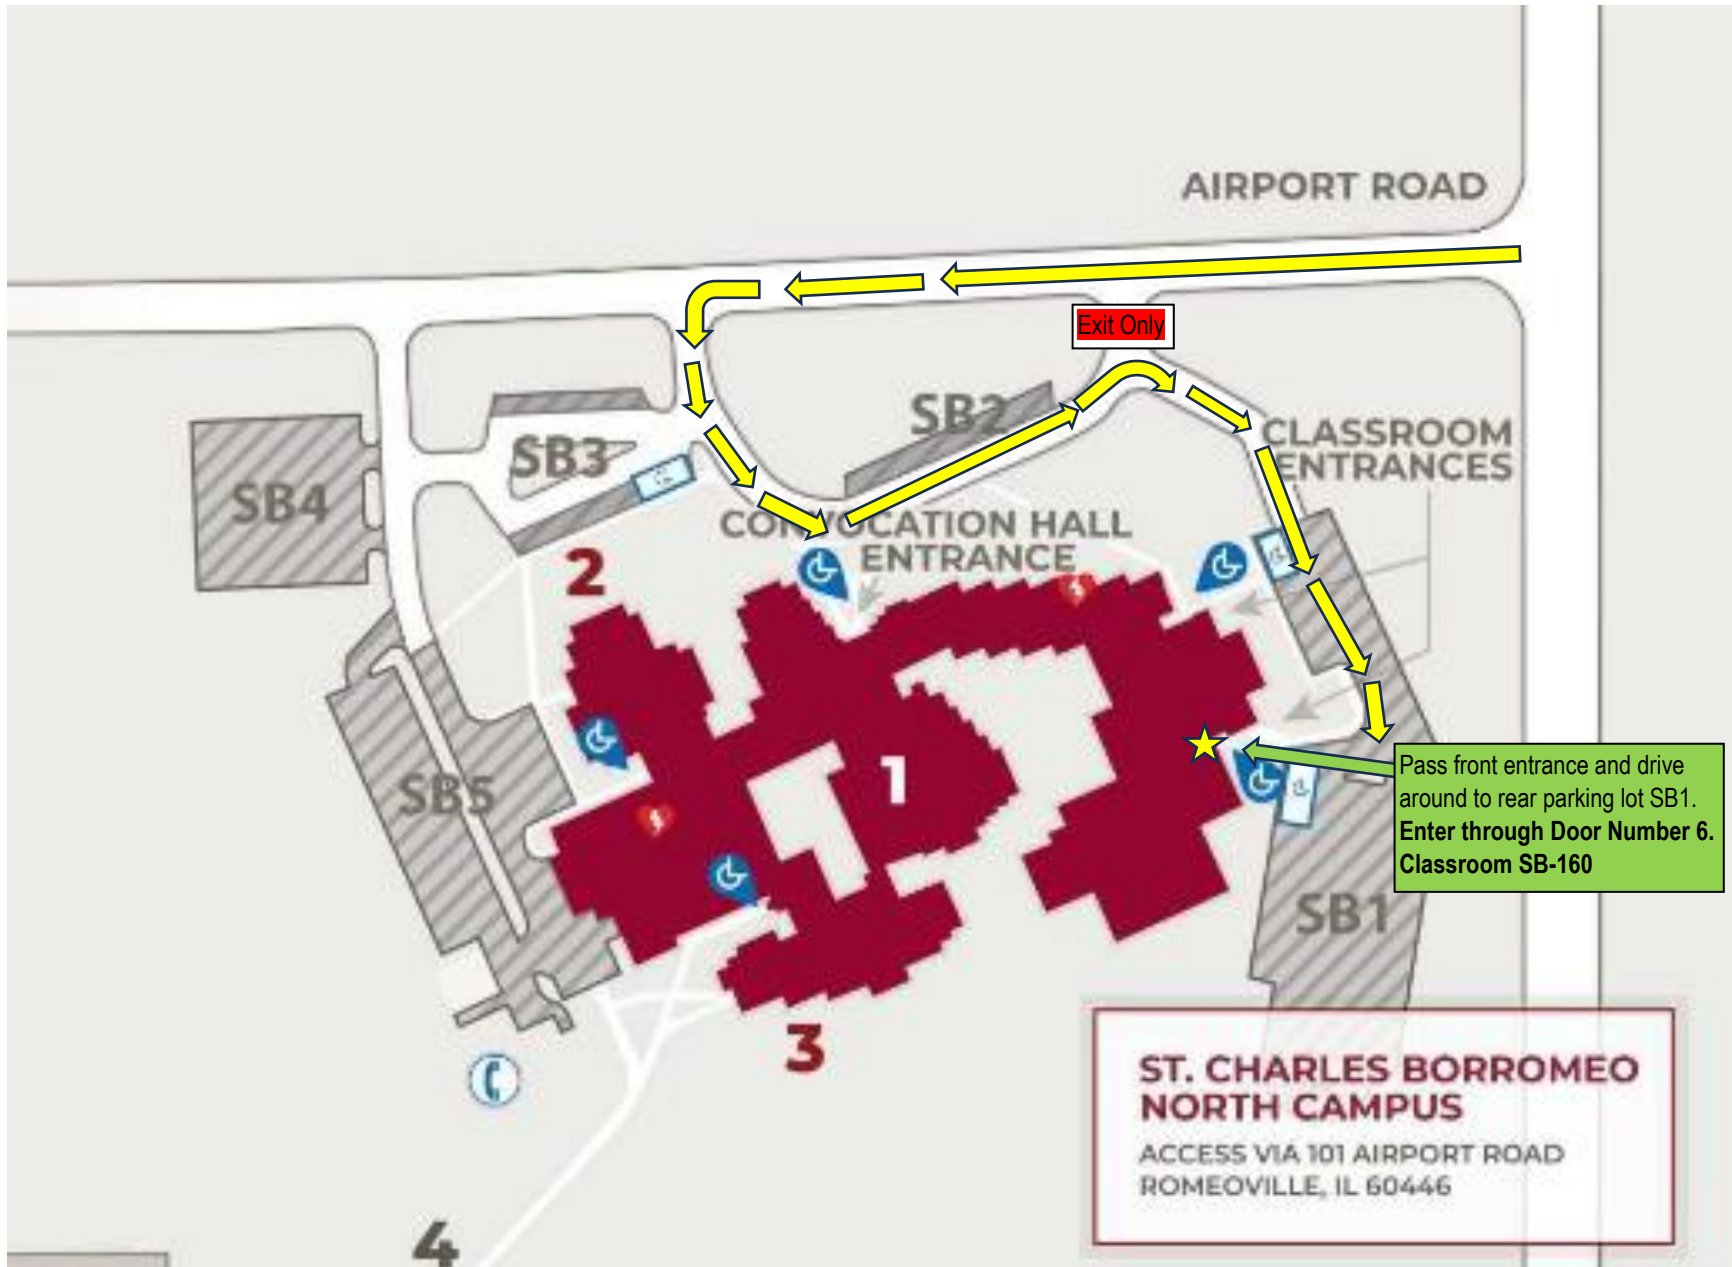 AIRPORT ROAD
Exit Only
SB2
CLASSROOM
ENTRANCES
SB3
SB4
CONVOCATION HALL
ENTRANCE
2
1
SB5
Pass front entrance and drive
around to rear parking lot SB1.
Enter through Door Number 6.
Classroom SB-160
SB1
3
ST. CHARLES BORROMEO
NORTH CAMPUS
ACCESS VIA 101 AIRPORT ROAD
ROMEOVILLE, IL 60446
4